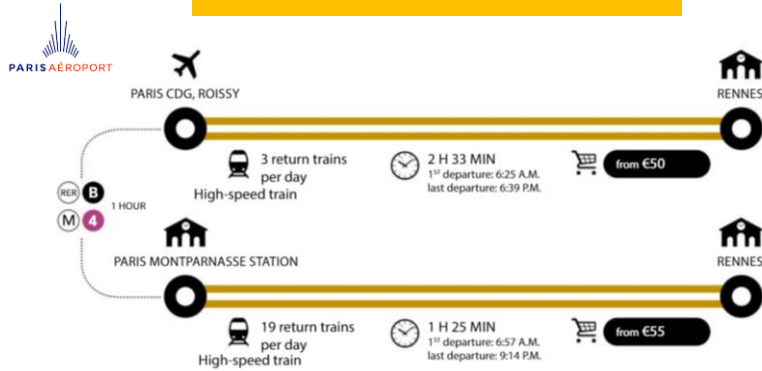 PARIS AÉROPORT
PARIS CDG, ROISSY
RENNES
3 return trains
per day
High-speed train
2 H 33 MIN
1ST departure: 6:25 A.M.
last departure: 6:39 P.M.
from €50
RER B
M 4
1 HOUR
PARIS MONTPARNASSE STATION
RENNES
19 return trains
per day
High-speed train
1 H 25 MIN
1ST departure: 6:57 A.M.
last departure: 9:14 P.M.
from €55